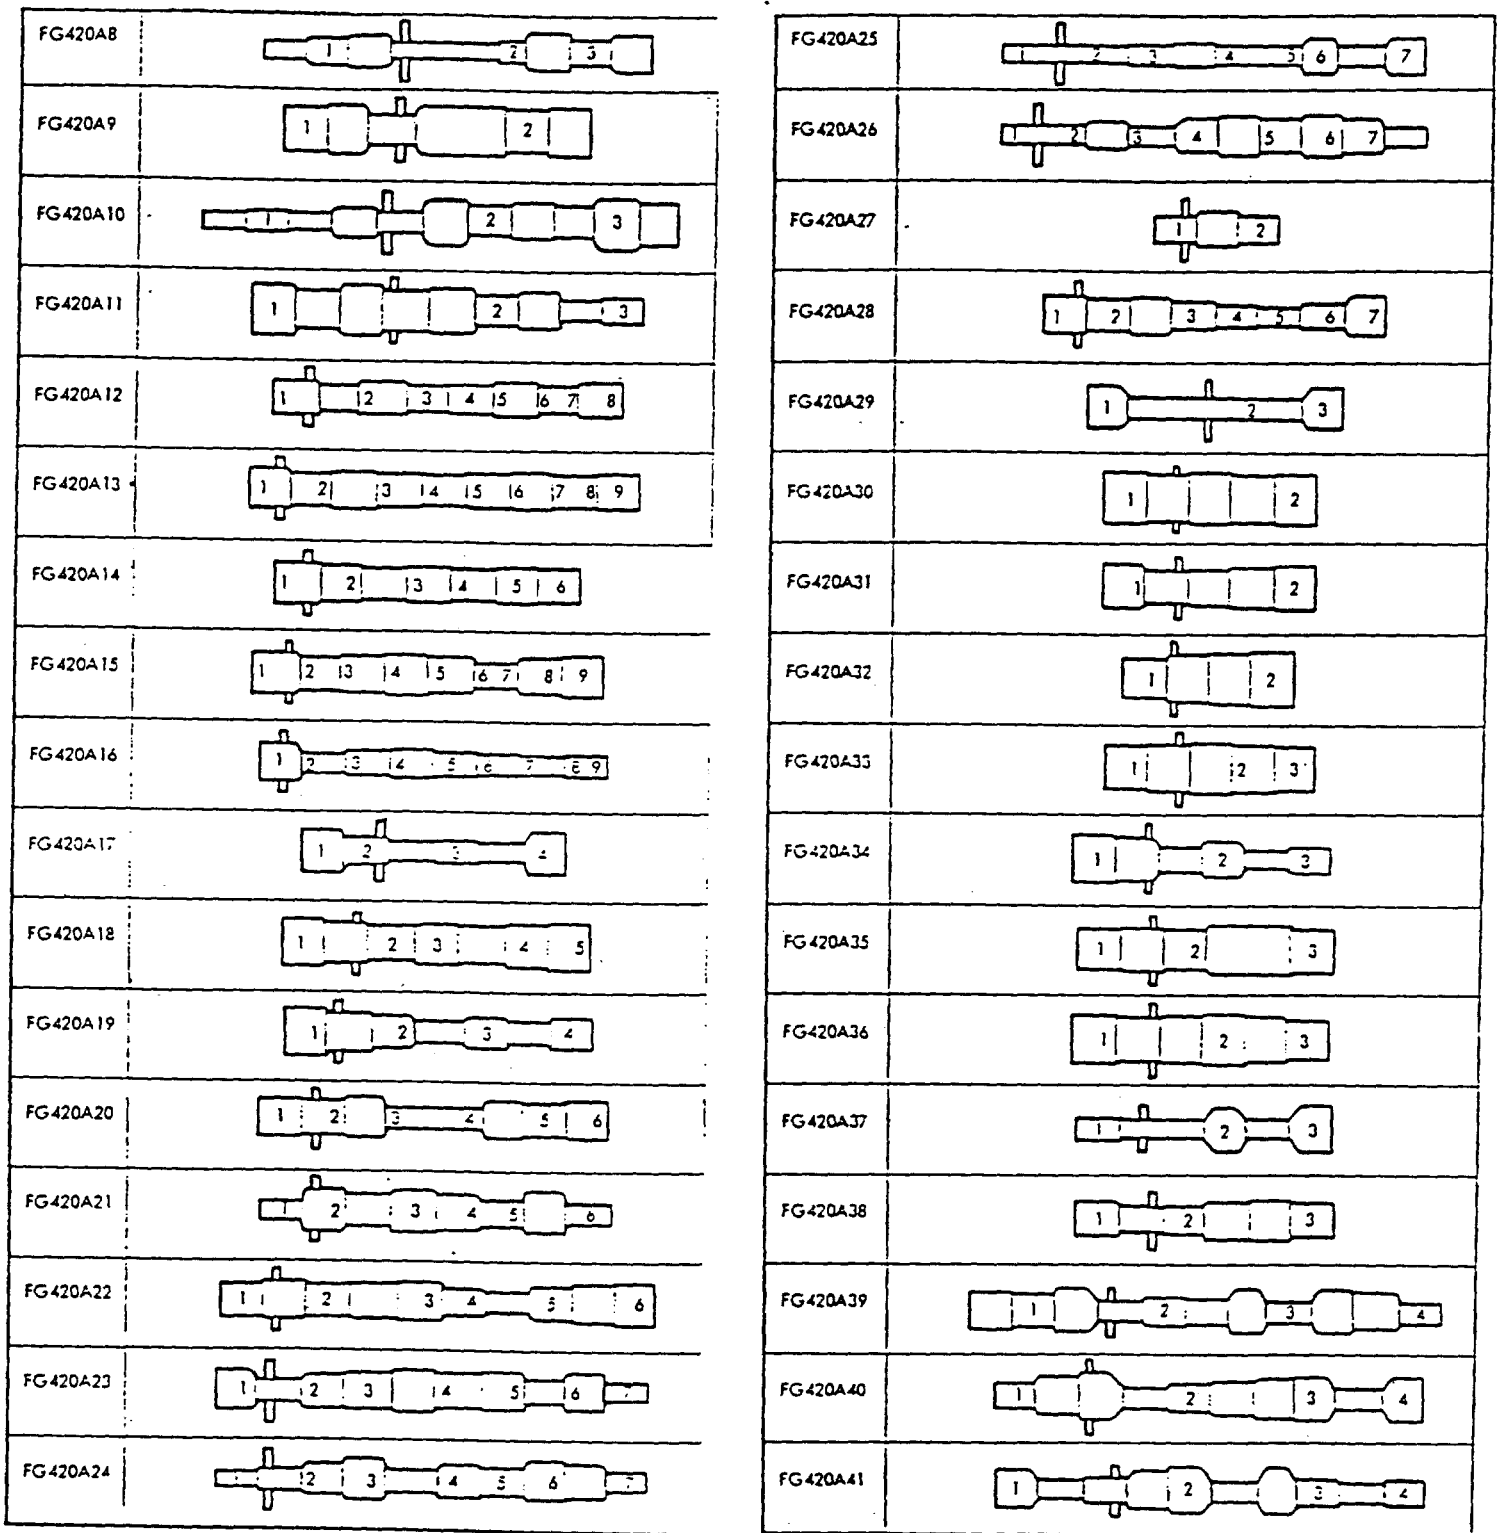 FG420A8 1 2 3
FG420A9 1 2
FG420A10 1 2 3
FG420A11 1 2 3
FG420A12 1 2 3 4 5 6 7 8
FG420A13 1 2 3 4 5 6 7 8 9
FG420A14 1 2 3 4 5 6
FG420A15 1 2 3 4 5 6 7 8 9
FG420A16 1 2 3 4 5 6 7 8 9
FG420A17 1 2 3 4
FG420A18 1 2 3 4 5
FG420A19 1 2 3 4
FG420A20 1 2 3 4 5 6
FG420A21 2 3 4 5 6
FG420A22 1 2 3 4 5 6
FG420A23 1 2 3 4 5 6 7
FG420A24 2 3 4 5 6 7
FG420A25 1 2 3 4 5 6 7
FG420A26 2 3 4 5 6 7
FG420A27 1 2
FG420A28 1 2 3 4 5 6 7
FG420A29 1 2 3
FG420A30 1 2
FG420A31 1 2
FG420A32 1 2
FG420A33 1 2 3
FG420A34 1 2 3
FG420A35 1 2 3
FG420A36 1 2 3
FG420A37 1 2 3
FG420A38 1 2 3
FG420A39 1 2 3 4
FG420A40 1 2 3 4
FG420A41 1 2 3 4